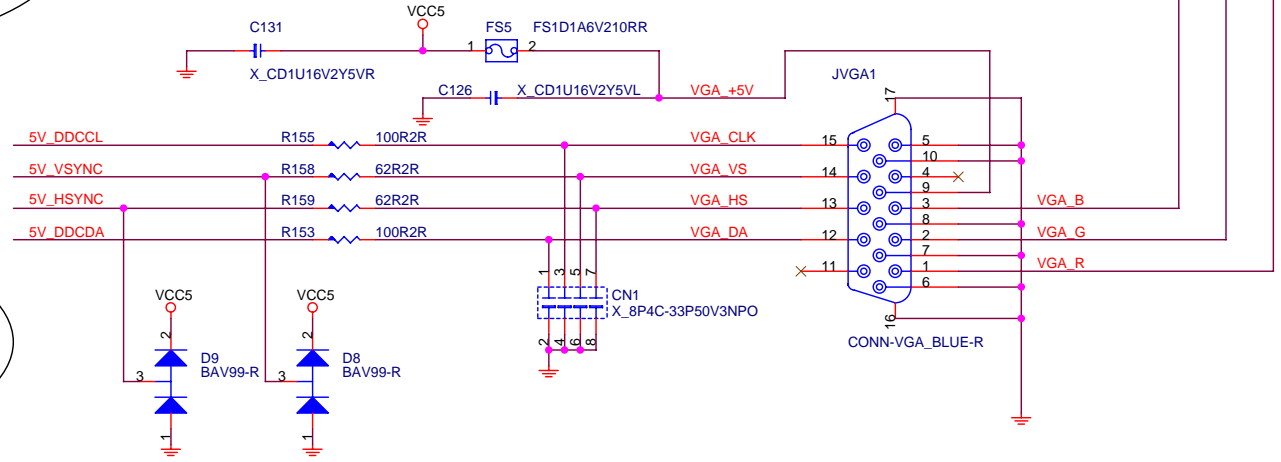 VCC5
C131
FS5 FS1D1A6V210RR
1 2
X_CD1U16V2Y5VR
JVGA1
C126 X_CD1U16V2Y5VL VGA_+5V
17
5V_DDCCL R155 100R2R VGA_CLK 15 5
10
5V_VSYNC R158 62R2R VGA_VS 14 4
9
5V_HSYNC R159 62R2R VGA_HS 13 3 VGA_B
8
5V_DDCDA R153 100R2R VGA_DA 12 2 VGA_G
7
11 1 VGA_R
6
1 3 5 7
CN1
X_8P4C-33P50V3NPO
2 4 6 8
16
CONN-VGA_BLUE-R
VCC5 VCC5
2 2
D9 D8
BAV99-R BAV99-R
3 3
1 1